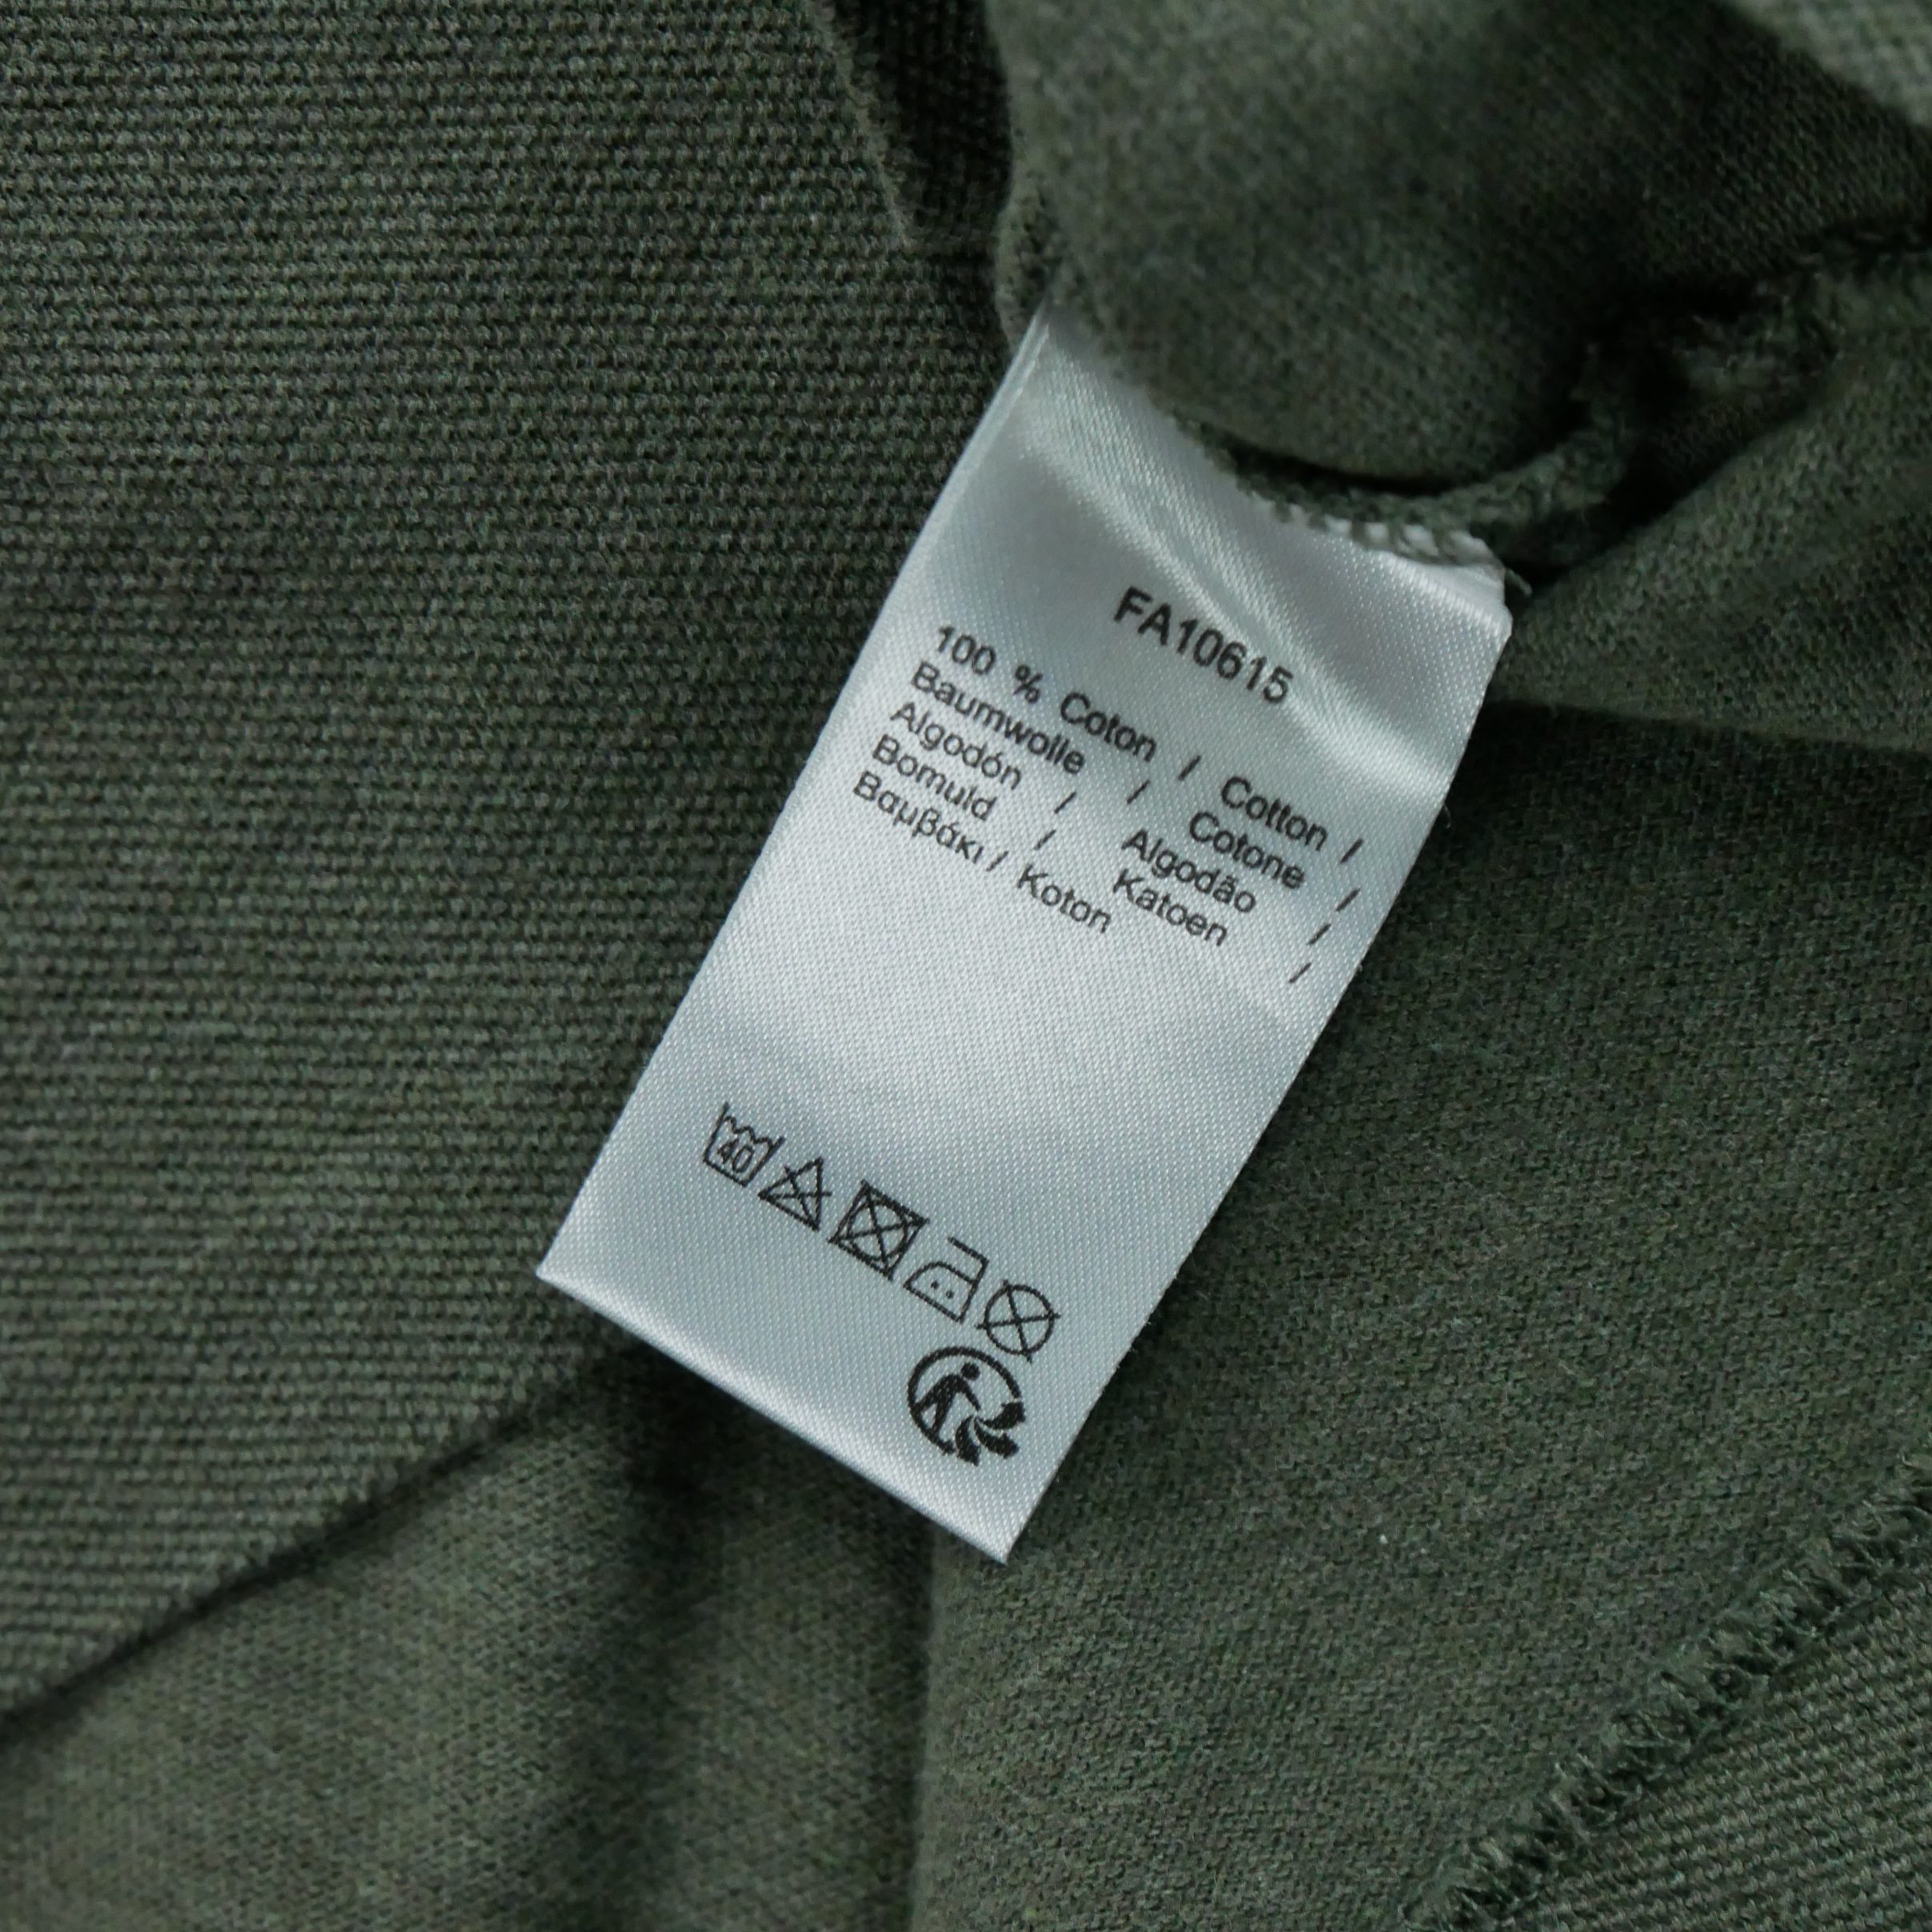 FA10615
100 % Coton / Cotton /
Baumwolle / Cotone /
Algodón / Algodão /
Bomuld / Katoen /
Βαμβάκι / Koton
40